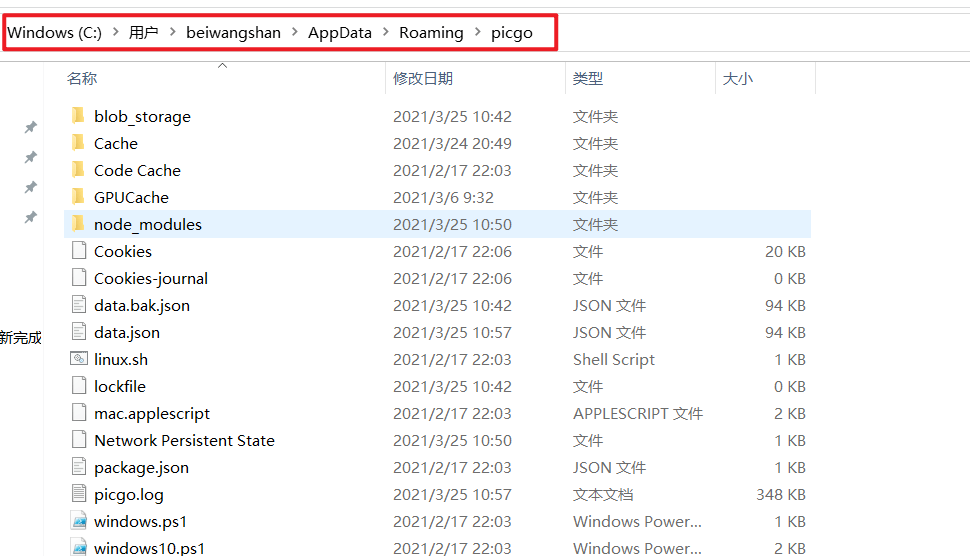 Windows (C:) > 用户 > beiwangshan > AppData > Roaming > picgo
名称 修改日期 类型 大小
blob_storage 2021/3/25 10:42 文件夹
Cache 2021/3/24 20:49 文件夹
Code Cache 2021/2/17 22:03 文件夹
GPUCache 2021/3/6 9:32 文件夹
node_modules 2021/3/25 10:50 文件夹
Cookies 2021/2/17 22:06 文件 20 KB
Cookies-journal 2021/2/17 22:06 文件 0 KB
data.bak.json 2021/3/25 10:42 JSON 文件 94 KB
data.json 2021/3/25 10:57 JSON 文件 94 KB
新完成
linux.sh 2021/2/17 22:03 Shell Script 1 KB
lockfile 2021/3/25 10:42 文件 0 KB
mac.applescript 2021/2/17 22:03 APPLESCRIPT 文件 2 KB
Network Persistent State 2021/3/25 10:50 文件 1 KB
package.json 2021/2/17 22:03 JSON 文件 1 KB
picgo.log 2021/3/25 10:57 文本文档 348 KB
windows.ps1 2021/2/17 22:03 Windows Power... 1 KB
windows10.ps1 2021/2/17 22:03 Windows Power... 2 KB